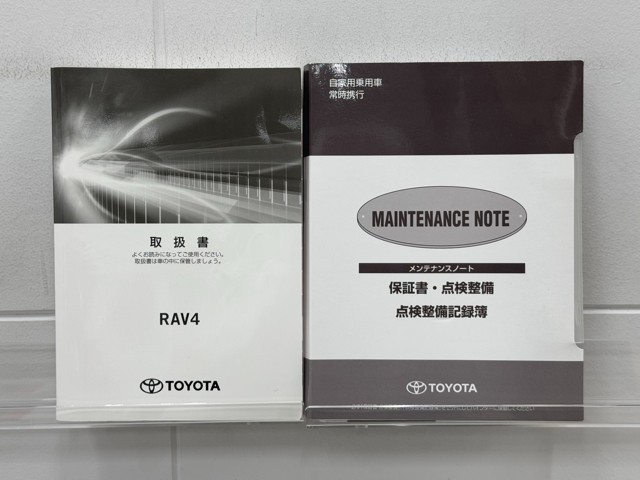 取扱書
よくお読みになってご使用ください。
取扱書は車の中に保管しましょう。
RAV4
TOYOTA
自家用乗用車
常時携行
MAINTENANCE NOTE
メンテナンスノート
保証書・点検整備
点検整備記録簿
TOYOTA